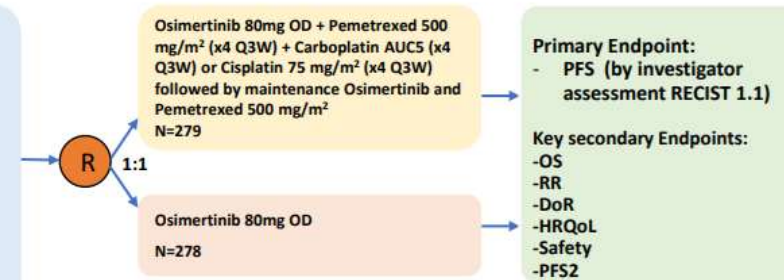 Osimertinib 80mg OD + Pemetrexed 500
mg/m² (x4 Q3W) + Carboplatin AUC5 (x4
Q3W) or Cisplatin 75 mg/m² (x4 Q3W)
followed by maintenance Osimertinib and
Pemetrexed 500 mg/m²
N=279
R
1:1
Osimertinib 80mg OD
N=278
Primary Endpoint:
- PFS (by investigator
assessment RECIST 1.1)
Key secondary Endpoints:
-OS
-RR
-DoR
-HRQoL
-Safety
-PFS2